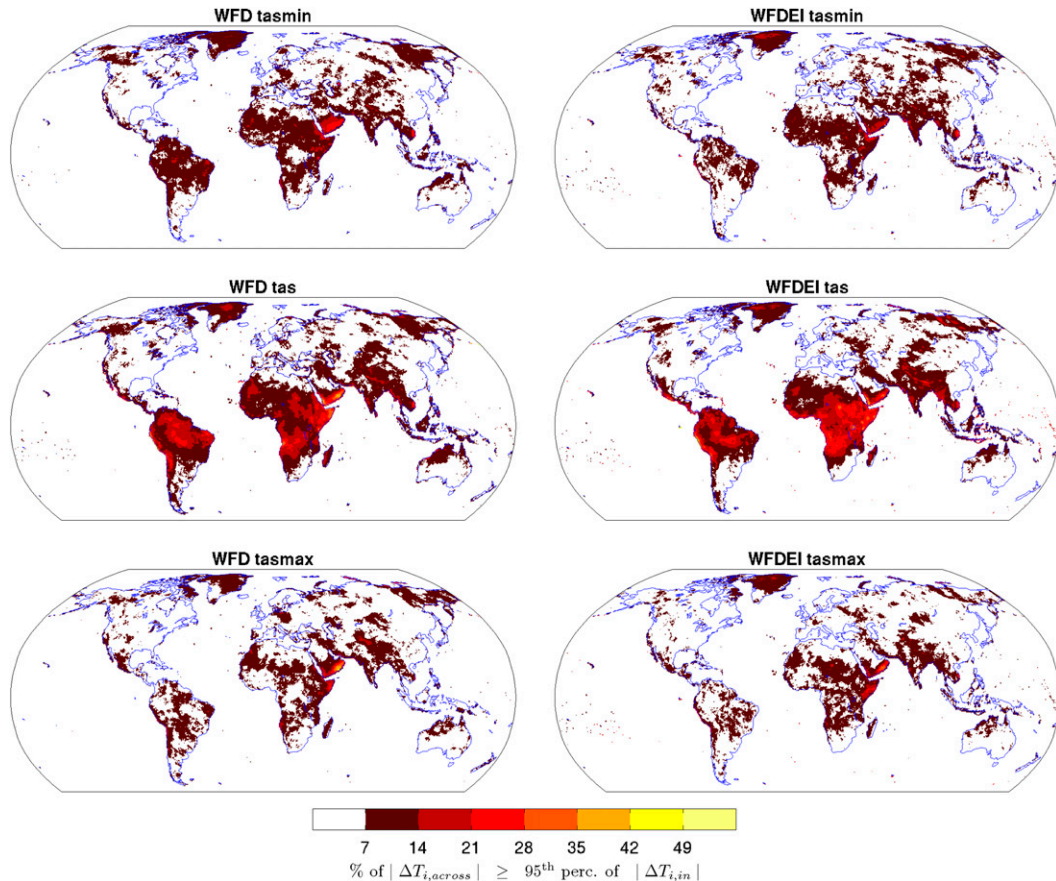 WFD tasmin
WFDEI tasmin
WFD tas
WFDEI tas
WFD tasmax
WFDEI tasmax
7 14 21 28 35 42 49
% of | ΔT_{i,across} | ≥ 95^{th} perc. of | ΔT_{i,in} |